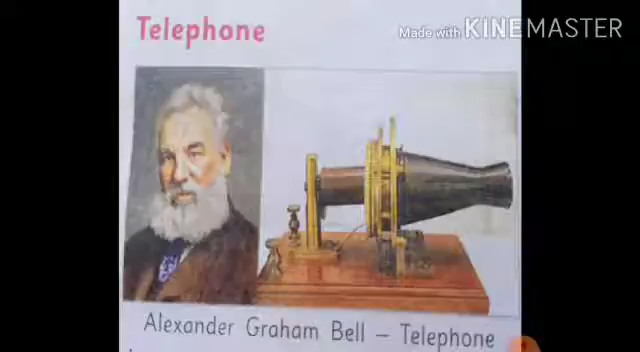 Telephone
Made with KINEMASTER
Alexander Graham Bell – Telephone